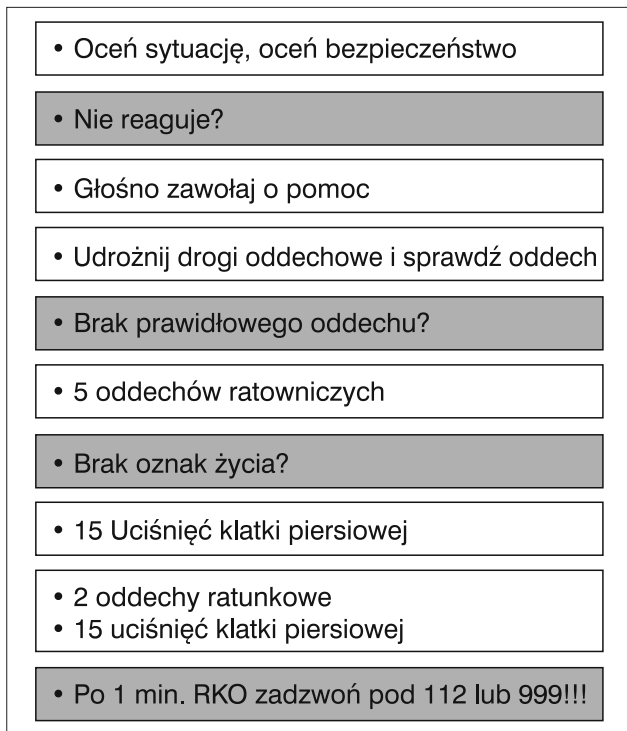 • Oceń sytuację, oceń bezpieczeństwo
• Nie reaguje?
• Głośno zawołaj o pomoc
• Udrożnij drogi oddechowe i sprawdź oddech
• Brak prawidłowego oddechu?
• 5 oddechów ratowniczych
• Brak oznak życia?
• 15 Uciśnięć klatki piersiowej
• 2 oddechy ratunkowe
• 15 uciśnięć klatki piersiowej
• Po 1 min. RKO zadzwoń pod 112 lub 999!!!